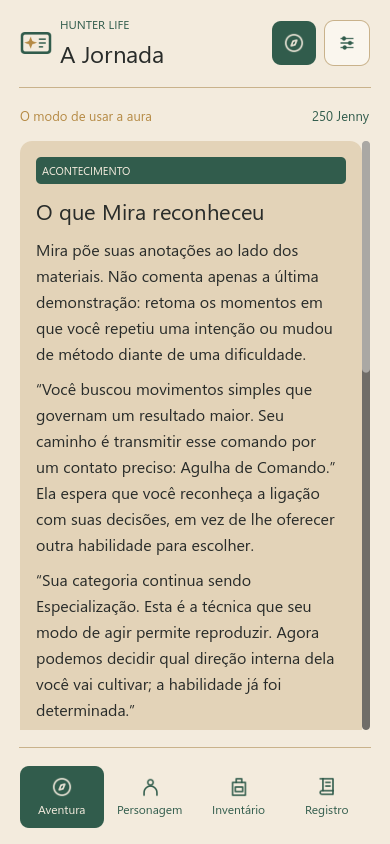 HUNTER LIFE
A Jornada
O modo de usar a aura
250 Jenny
ACONTECIMENTO
O que Mira reconheceu
Mira põe suas anotações ao lado dos
materiais. Não comenta apenas a última
demonstração: retoma os momentos em
que você repetiu uma intenção ou mudou
de método diante de uma dificuldade.
“Você buscou movimentos simples que
governam um resultado maior. Seu
caminho é transmitir esse comando por
um contato preciso: Agulha de Comando.”
Ela espera que você reconheça a ligação
com suas decisões, em vez de lhe oferecer
outra habilidade para escolher.
“Sua categoria continua sendo
Especialização. Esta é a técnica que seu
modo de agir permite reproduzir. Agora
podemos decidir qual direção interna dela
você vai cultivar; a habilidade já foi
determinada.”
Aventura
Personagem
Inventário
Registro